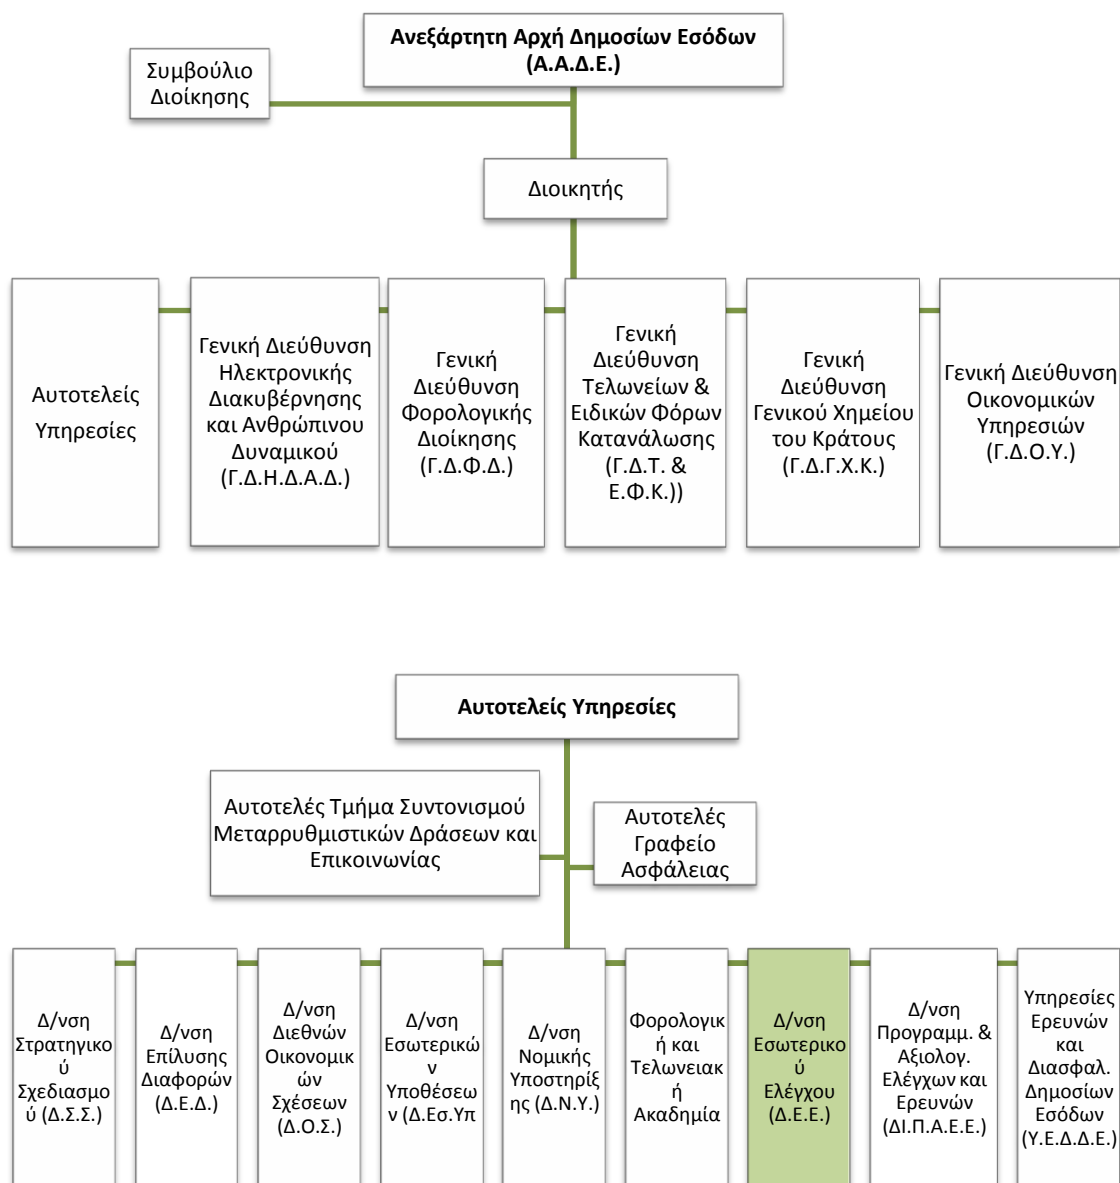 Ανεξάρτητη Αρχή Δημοσίων Εσόδων
(Α.Α.Δ.Ε.)
Συμβούλιο
Διοίκησης
Διοικητής
Αυτοτελείς
Υπηρεσίες
Γενική Διεύθυνση
Ηλεκτρονικής
Διακυβέρνησης
και Ανθρώπινου
Δυναμικού
(Γ.Δ.Η.Δ.Α.Δ.)
Γενική
Διεύθυνση
Φορολογικής
Διοίκησης
(Γ.Δ.Φ.Δ.)
Γενική
Διεύθυνση
Τελωνείων &
Ειδικών Φόρων
Κατανάλωσης
(Γ.Δ.Τ. &
Ε.Φ.Κ.))
Γενική
Διεύθυνση
Γενικού Χημείου
του Κράτους
(Γ.Δ.Γ.Χ.Κ.)
Γενική Διεύθυνση
Οικονομικών
Υπηρεσιών
(Γ.Δ.Ο.Υ.)
Αυτοτελείς Υπηρεσίες
Αυτοτελές Τμήμα Συντονισμού
Μεταρρυθμιστικών Δράσεων και
Επικοινωνίας
Αυτοτελές
Γραφείο
Ασφάλειας
Δ/νση
Στρατηγικο
ύ
Σχεδιασμο
ύ (Δ.Σ.Σ.)
Δ/νση
Επίλυσης
Διαφορών
(Δ.Ε.Δ.)
Δ/νση
Διεθνών
Οικονομικ
ών
Σχέσεων
(Δ.Ο.Σ.)
Δ/νση
Εσωτερικώ
ν
Υποθέσεω
ν (Δ.Εσ.Υπ
Δ/νση
Νομικής
Υποστηρίξ
ης (Δ.Ν.Υ.)
Φορολογικ
ή και
Τελωνειακ
ή
Ακαδημία
Δ/νση
Εσωτερικο
ύ
Ελέγχου
(Δ.Ε.Ε.)
Δ/νση
Προγραμμ. &
Αξιολογ.
Ελέγχων και
Ερευνών
(ΔΙ.Π.Α.Ε.Ε.)
Υπηρεσίες
Ερευνών
και
Διασφαλ.
Δημοσίων
Εσόδων
(Υ.Ε.Δ.Δ.Ε.)